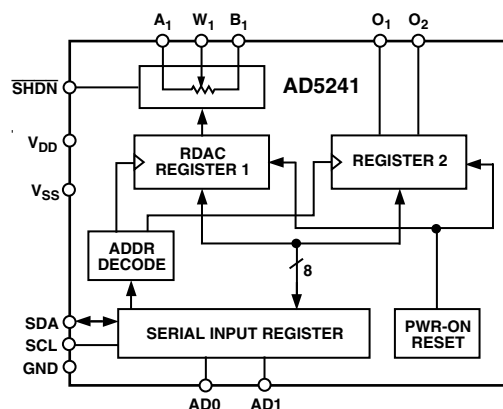 A1 W1 B1 O1 O2
SHDN
AD5241
VDD
RDAC
REGISTER 1
REGISTER 2
VSS
ADDR
DECODE
8
SDA
SERIAL INPUT REGISTER
PWR-ON
RESET
SCL
GND
AD0 AD1